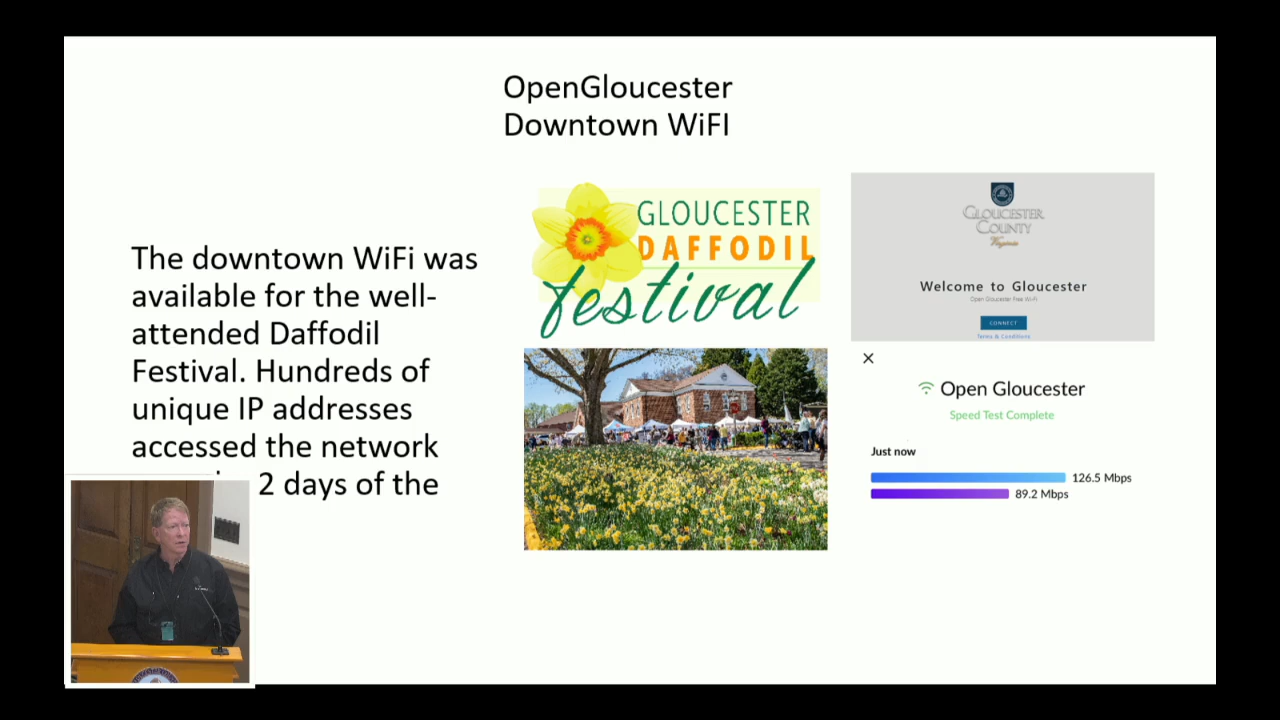 OpenGloucester
Downtown WiFI
The downtown WiFi was
available for the well-
attended Daffodil
Festival. Hundreds of
unique IP addresses
accessed the network
2 days of the
GLOUCESTER
DAFFODIL
festival
GLOUCESTER
COUNTY
Virginia
Welcome to Gloucester
Open Gloucester Free Wi-Fi
CONNECT
Terms & Conditions
Open Gloucester
Speed Test Complete
Just now
126.5 Mbps
89.2 Mbps